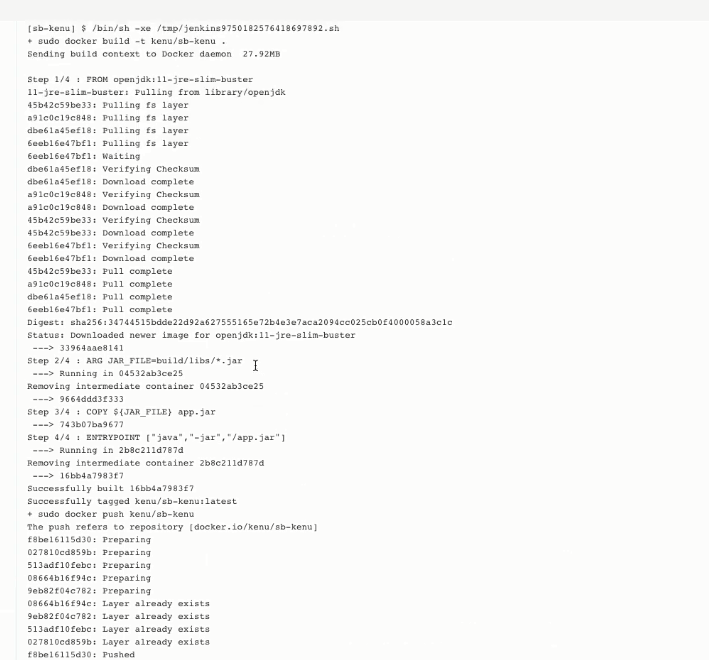 [sb-kenu] $ /bin/sh -xe /tmp/jenkins9750182576418697892.sh
+ sudo docker build -t kenu/sb-kenu .
Sending build context to Docker daemon  27.92MB
Step 1/4 : FROM openjdk:11-jre-slim-buster
11-jre-slim-buster: Pulling from library/openjdk
45b42c59be33: Pulling fs layer
a91c0c19c848: Pulling fs layer
dbe61a45ef18: Pulling fs layer
6eeb16e47bf1: Pulling fs layer
6eeb16e47bf1: Waiting
dbe61a45ef18: Verifying Checksum
dbe61a45ef18: Download complete
a91c0c19c848: Verifying Checksum
a91c0c19c848: Download complete
45b42c59be33: Verifying Checksum
45b42c59be33: Download complete
6eeb16e47bf1: Verifying Checksum
6eeb16e47bf1: Download complete
45b42c59be33: Pull complete
a91c0c19c848: Pull complete
dbe61a45ef18: Pull complete
6eeb16e47bf1: Pull complete
Digest: sha256:34744515bdde22d92a627555165e72b4e3e7aca2094cc025cb0f4000058a3c1c
Status: Downloaded newer image for openjdk:11-jre-slim-buster
---> 33964aae8141
Step 2/4 : ARG JAR_FILE=build/libs/*.jar
---> Running in 04532ab3ce25
Removing intermediate container 04532ab3ce25
---> 9664ddd3f333
Step 3/4 : COPY ${JAR_FILE} app.jar
---> 743b07ba9677
Step 4/4 : ENTRYPOINT ["java","-jar","/app.jar"]
---> Running in 2b8c211d787d
Removing intermediate container 2b8c211d787d
---> 16bb4a7983f7
Successfully built 16bb4a7983f7
Successfully tagged kenu/sb-kenu:latest
+ sudo docker push kenu/sb-kenu
The push refers to repository [docker.io/kenu/sb-kenu]
f8be16115d30: Preparing
027810cd859b: Preparing
513adf10febc: Preparing
08664b16f94c: Preparing
9eb82f04c782: Preparing
08664b16f94c: Layer already exists
9eb82f04c782: Layer already exists
513adf10febc: Layer already exists
027810cd859b: Layer already exists
f8be16115d30: Pushed